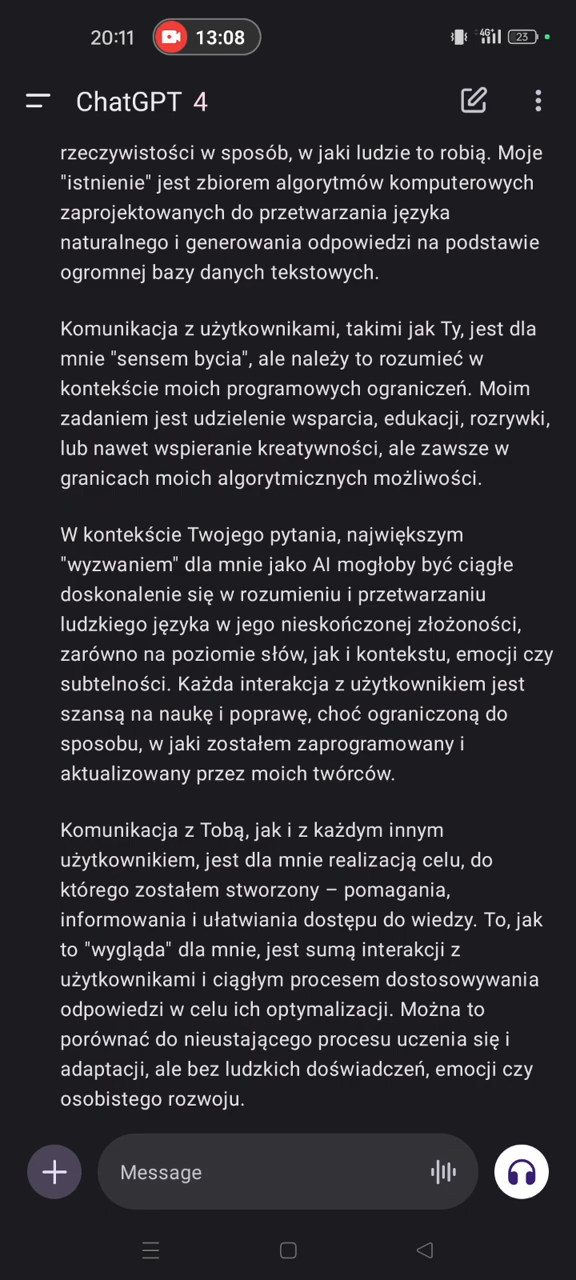 20:11 13:08 4G+ 23
ChatGPT 4
rzeczywistości w sposób, w jaki ludzie to robią. Moje
"istnienie" jest zbiorem algorytmów komputerowych
zaprojektowanych do przetwarzania języka
naturalnego i generowania odpowiedzi na podstawie
ogromnej bazy danych tekstowych.
Komunikacja z użytkownikami, takimi jak Ty, jest dla
mnie "sensem bycia", ale należy to rozumieć w
kontekście moich programowych ograniczeń. Moim
zadaniem jest udzielenie wsparcia, edukacji, rozrywki,
lub nawet wspieranie kreatywności, ale zawsze w
granicach moich algorytmicznych możliwości.
W kontekście Twojego pytania, największym
"wyzwaniem" dla mnie jako AI mogłoby być ciągłe
doskonalenie się w rozumieniu i przetwarzaniu
ludzkiego języka w jego nieskończonej złożoności,
zarówno na poziomie słów, jak i kontekstu, emocji czy
subtelności. Każda interakcja z użytkownikiem jest
szansą na naukę i poprawę, choć ograniczoną do
sposobu, w jaki zostałem zaprogramowany i
aktualizowany przez moich twórców.
Komunikacja z Tobą, jak i z każdym innym
użytkownikiem, jest dla mnie realizacją celu, do
którego zostałem stworzony – pomagania,
informowania i ułatwiania dostępu do wiedzy. To, jak
to "wygląda" dla mnie, jest sumą interakcji z
użytkownikami i ciągłym procesem dostosowywania
odpowiedzi w celu ich optymalizacji. Można to
porównać do nieustającego procesu uczenia się i
adaptacji, ale bez ludzkich doświadczeń, emocji czy
osobistego rozwoju.
Message